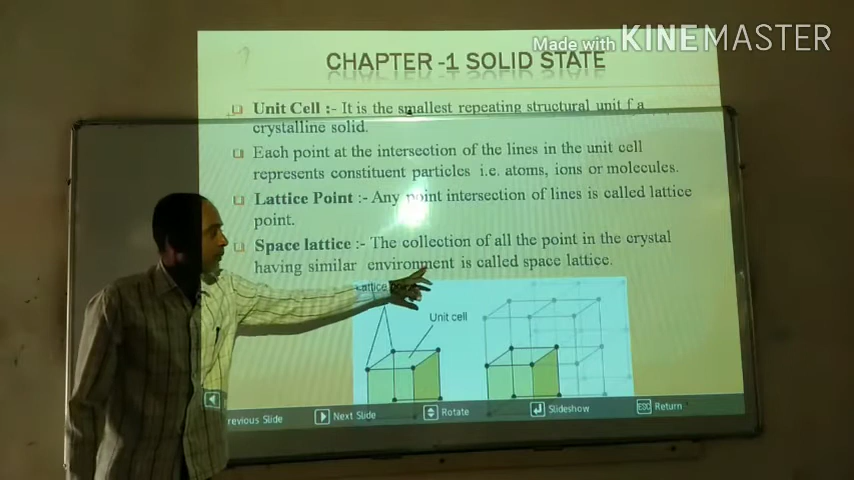 Made with KINEMASTER
CHAPTER -1 SOLID STATE
Unit Cell :- It is the smallest repeating structural unit f a
crystalline solid.
Each point at the intersection of the lines in the unit cell
represents constituent particles i.e. atoms, ions or molecules.
Lattice Point :- Any point intersection of lines is called lattice
point.
Space lattice :- The collection of all the point in the crystal
having similar environment is called space lattice.
Unit cell
revious Slide
Next Slide
Rotate
Slideshow
ESC Return